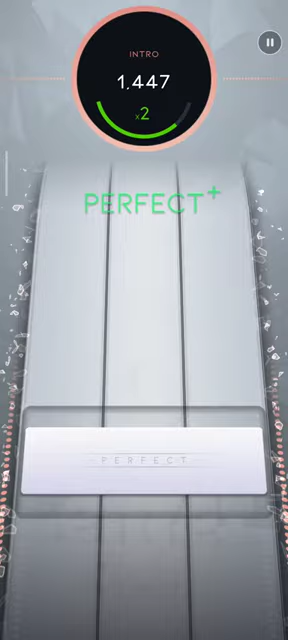 INTRO
1,447
x2
PERFECT+
PERFECT